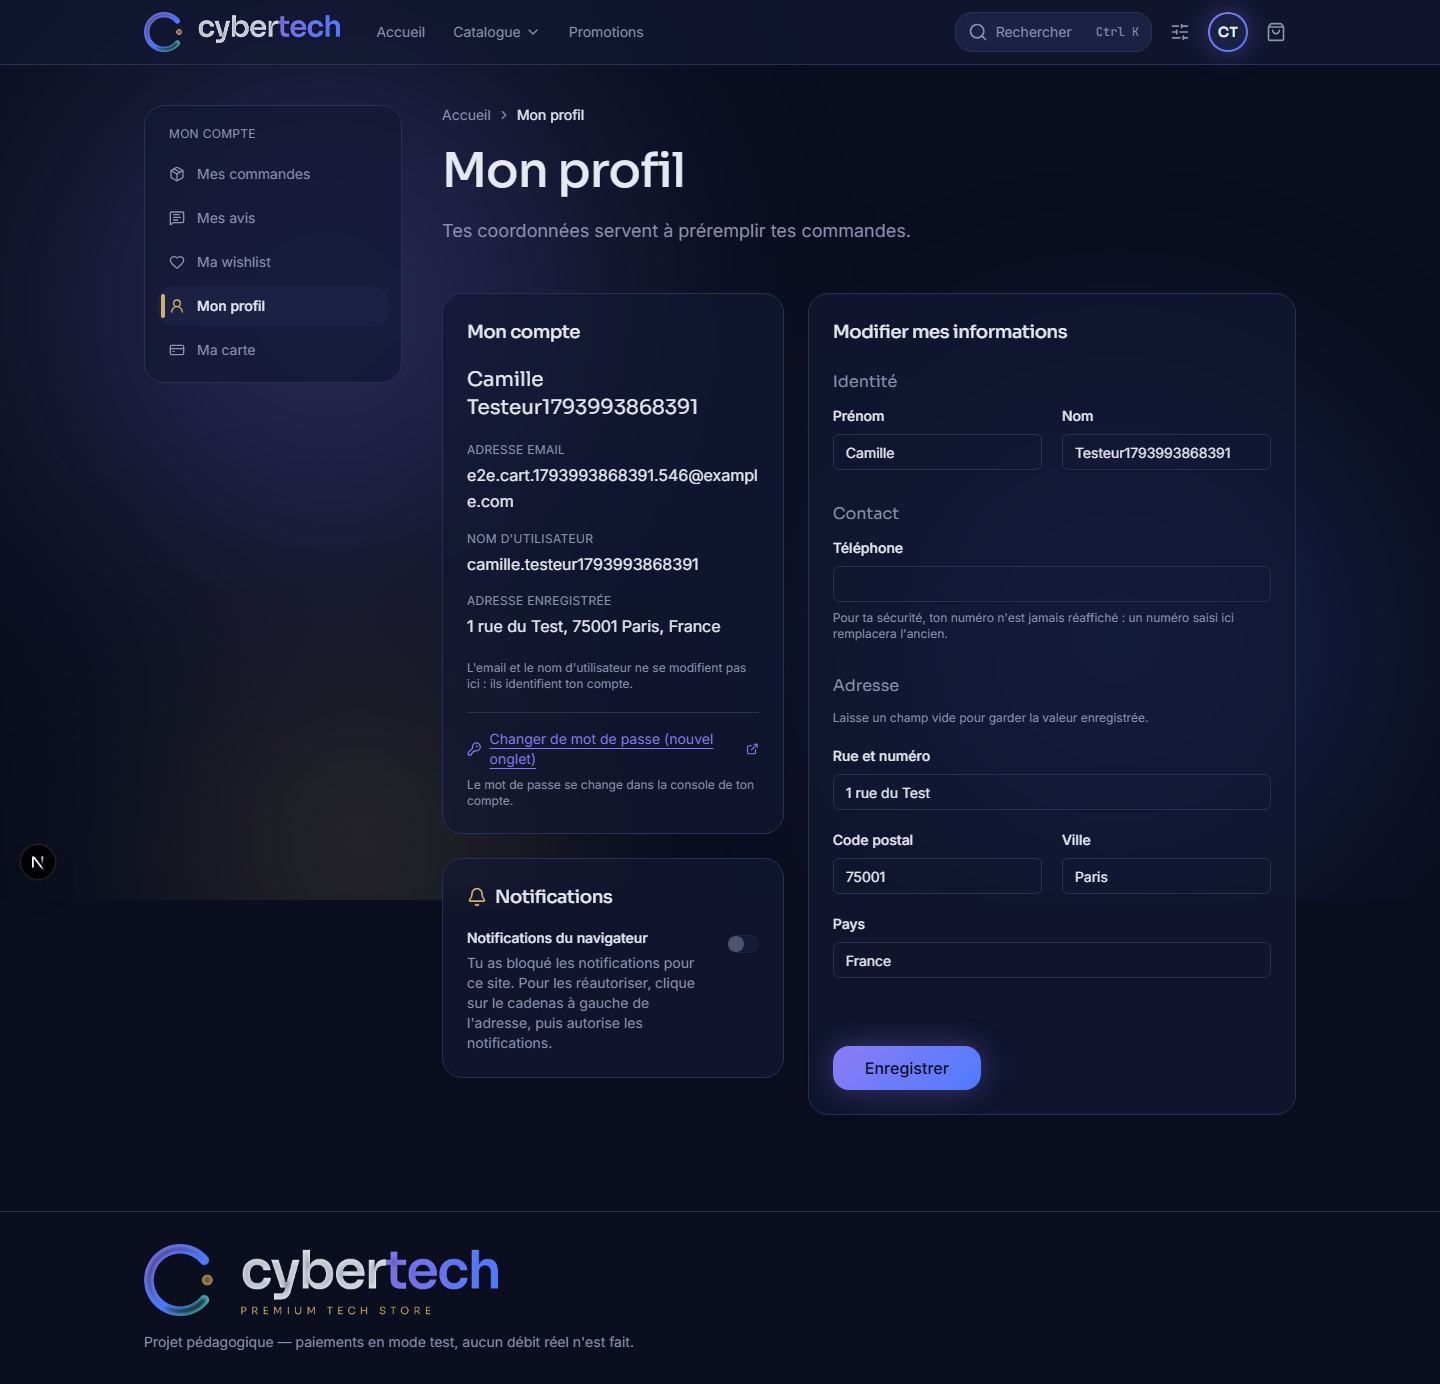 cybertech
Accueil
Catalogue
Promotions
Rechercher
Ctrl K
CT
MON COMPTE
Mes commandes
Mes avis
Ma wishlist
Mon profil
Ma carte
Accueil > Mon profil
Mon profil
Tes coordonnées servent à préremplir tes commandes.
Mon compte
Camille
Testeur1793993868391
ADRESSE EMAIL
e2e.cart.1793993868391.546@exampl
e.com
NOM D'UTILISATEUR
camille.testeur1793993868391
ADRESSE ENREGISTRÉE
1 rue du Test, 75001 Paris, France
L'email et le nom d'utilisateur ne se modifient pas
ici : ils identifient ton compte.
Changer de mot de passe (nouvel
onglet)
Le mot de passe se change dans la console de ton
compte.
Notifications
Notifications du navigateur
Tu as bloqué les notifications pour
ce site. Pour les réautoriser, clique
sur le cadenas à gauche de
l'adresse, puis autorise les
notifications.
Modifier mes informations
Identité
Prénom
Nom
Camille
Testeur1793993868391
Contact
Téléphone
Pour ta sécurité, ton numéro n'est jamais réaffiché : un numéro saisi ici
remplacera l'ancien.
Adresse
Laisse un champ vide pour garder la valeur enregistrée.
Rue et numéro
1 rue du Test
Code postal
Ville
75001
Paris
Pays
France
Enregistrer
N
cybertech
PREMIUM TECH STORE
Projet pédagogique — paiements en mode test, aucun débit réel n'est fait.